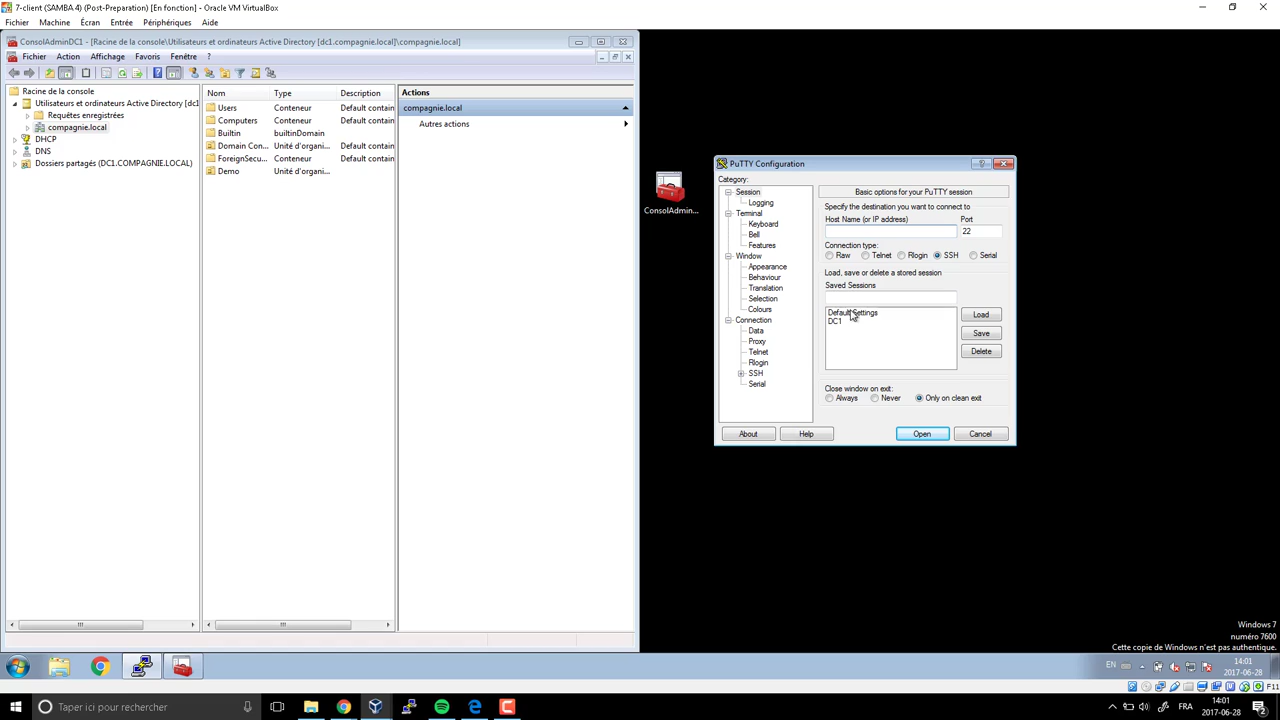 7-client (SAMBA 4) (Post-Preparation) [En fonction] - Oracle VM VirtualBox
Fichier Machine Écran Entrée Périphériques Aide
ConsolAdminDC1 - [Racine de la console\Utilisateurs et ordinateurs Active Directory [dc1.compagnie.local]\compagnie.local]
Fichier Action Affichage Favoris Fenêtre ?
Racine de la console
Utilisateurs et ordinateurs Active Directory [dc1
Requêtes enregistrées
compagnie.local
DHCP
DNS
Dossiers partagés (DC1.COMPAGNIE.LOCAL)
Nom Type Description
Users Conteneur Default contain
Computers Conteneur Default contain
Builtin builtinDomain
Domain Con... Unité d'organi... Default contain
ForeignSecu... Conteneur Default contain
Demo Unité d'organi...
Actions
compagnie.local
Autres actions
ConsolAdmin...
PuTTY Configuration
Category:
Session
Logging
Terminal
Keyboard
Bell
Features
Window
Appearance
Behaviour
Translation
Selection
Colours
Connection
Data
Proxy
Telnet
Rlogin
SSH
Serial
Basic options for your PuTTY session
Specify the destination you want to connect to
Host Name (or IP address) Port
22
Connection type:
Raw Telnet Rlogin SSH Serial
Load, save or delete a stored session
Saved Sessions
Default Settings
DC1
Load
Save
Delete
Close window on exit:
Always Never Only on clean exit
About Help Open Cancel
Windows 7
numéro 7600
Cette copie de Windows n'est pas authentique.
EN
14:01
2017-06-28
F11
Taper ici pour rechercher
FRA
14:01
2017-06-28
2